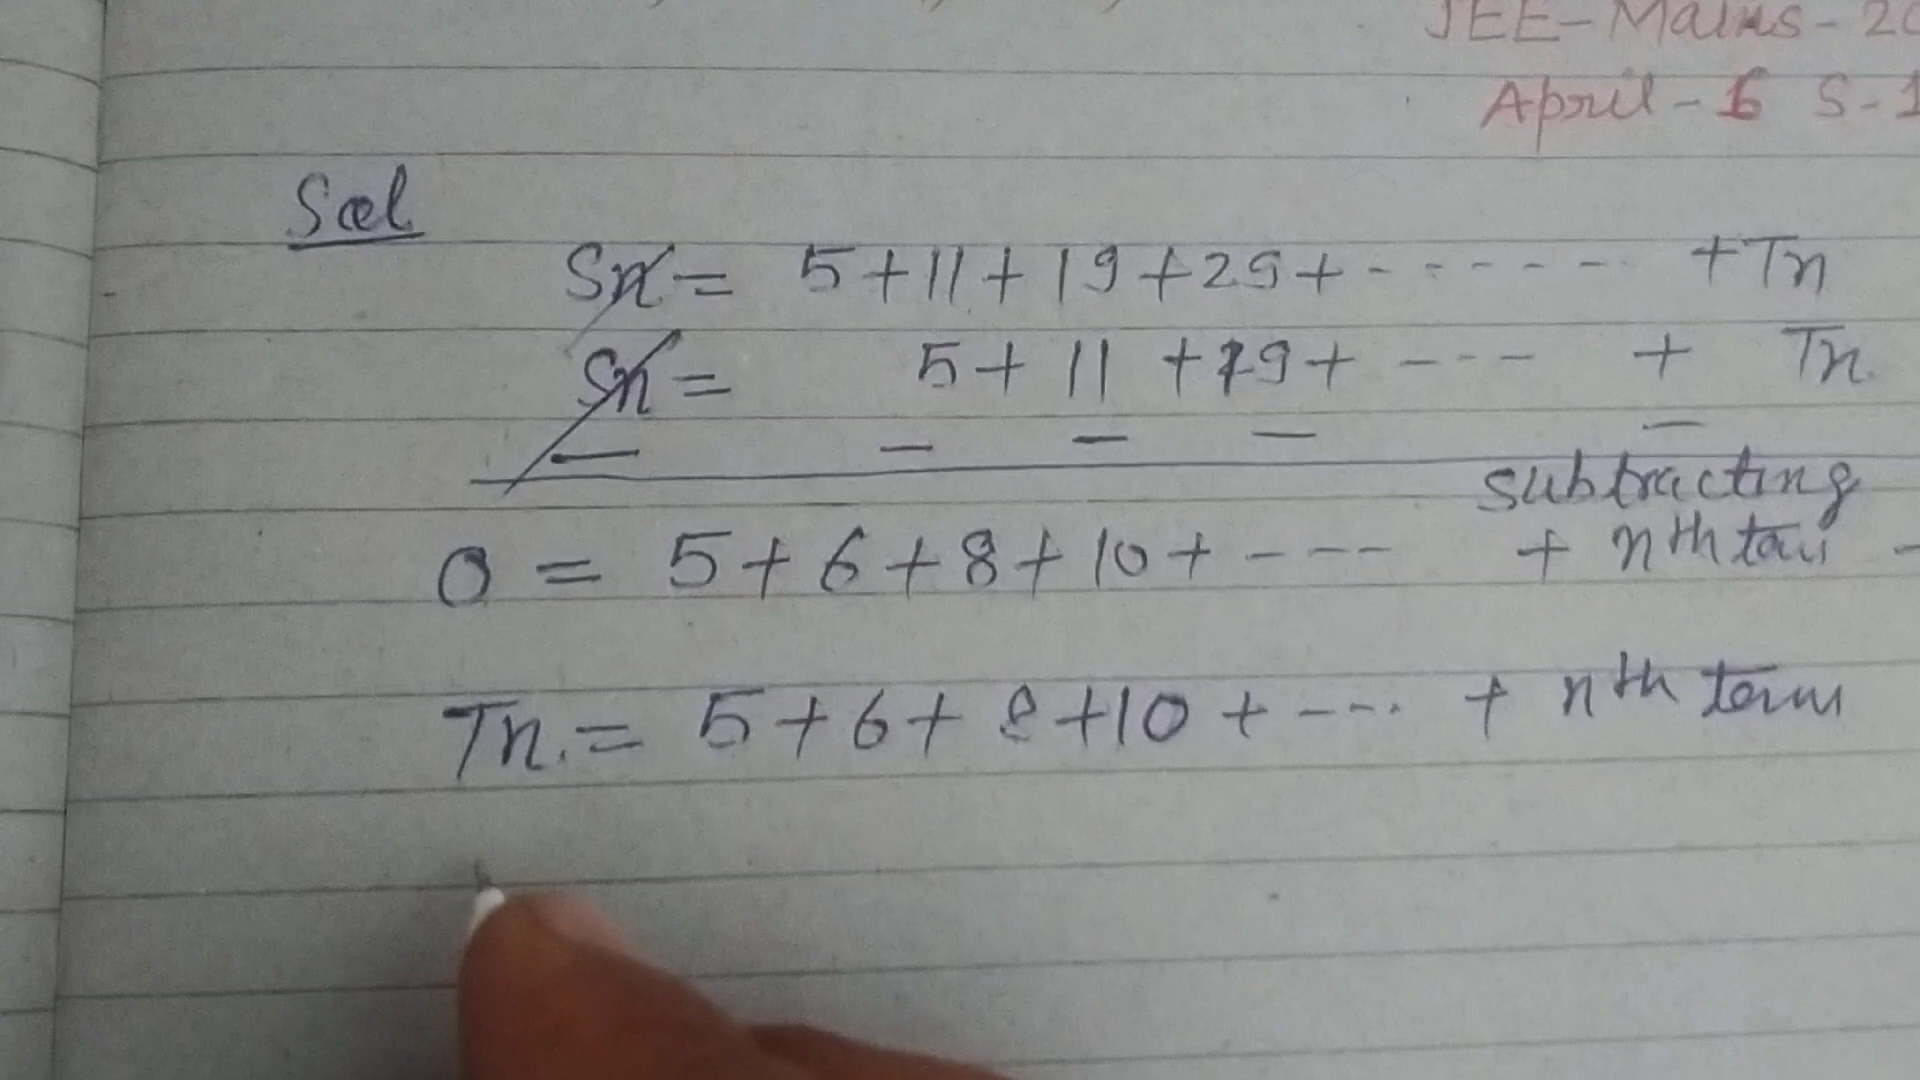 JEE-Mains-20
April-6 S-1
Sol
Sn = 5+11+19+29+------- +Tn
Sn = 5+ 11 +19+ --- + Tn.
— — — — —
subtracting
0 = 5+6+8+10+---- + nth -
Tn. = 5+6+ 8+10 +---. + nth term